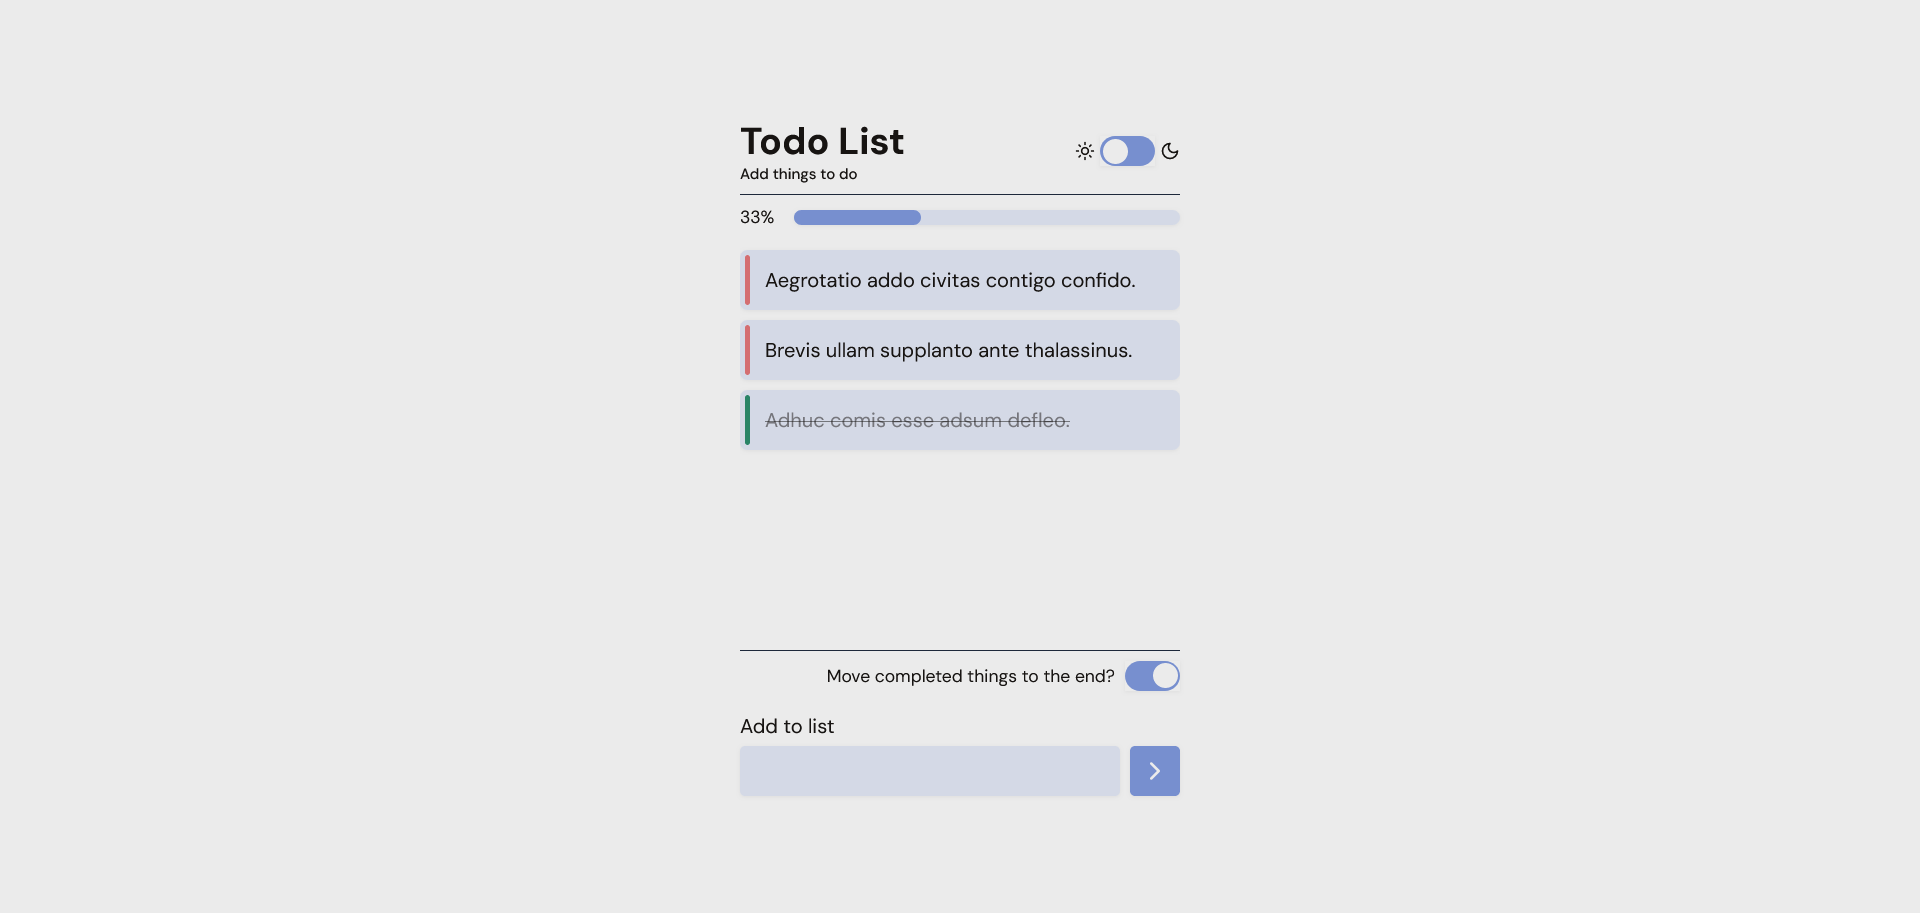 Todo List
Add things to do
33%
Aegrotatio addo civitas contigo confido.
Brevis ullam supplanto ante thalassinus.
Adhuc comis esse adsum defleo.
Move completed things to the end?
Add to list